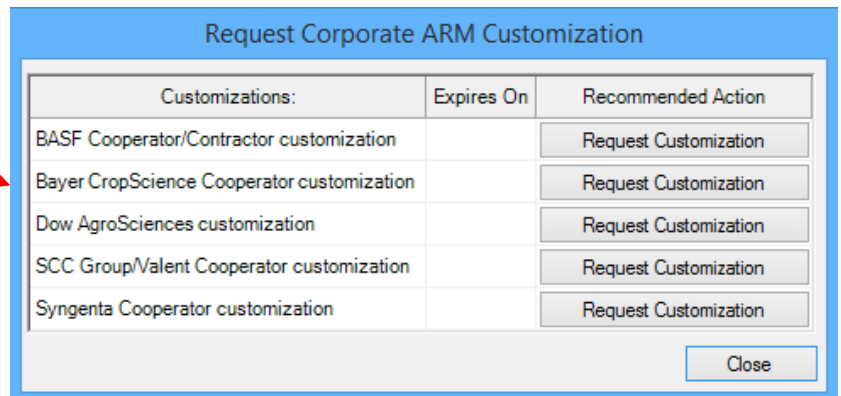 Request Corporate ARM Customization
Customizations: Expires On Recommended Action
BASF Cooperator/Contractor customization Request Customization
Bayer CropScience Cooperator customization Request Customization
Dow AgroSciences customization Request Customization
SCC Group/Valent Cooperator customization Request Customization
Syngenta Cooperator customization Request Customization
Close